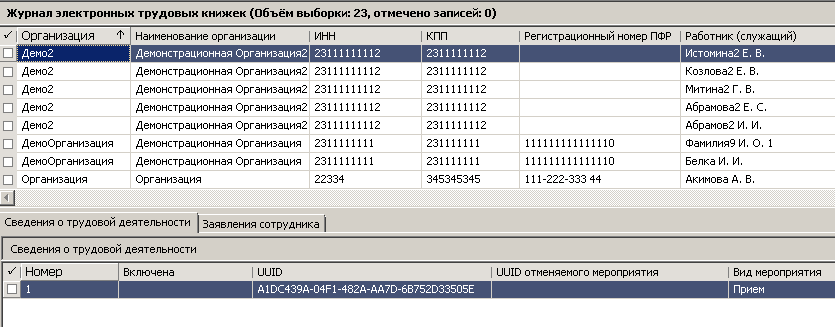 Журнал электронных трудовых книжек (Объём выборки: 23, отмечено записей: 0)
Организация Наименование организации ИНН КПП Регистрационный номер ПФР Работник (служащий)
Демо2 Демонстрационная Организация2 23111111112 2311111112 Истомина2 Е. В.
Демо2 Демонстрационная Организация2 23111111112 2311111112 Козлова2 Е. В.
Демо2 Демонстрационная Организация2 23111111112 2311111112 Митина2 Г. В.
Демо2 Демонстрационная Организация2 23111111112 2311111112 Абрамова2 Е. С.
Демо2 Демонстрационная Организация2 23111111112 2311111112 Абрамов2 И. И.
ДемоОрганизация Демонстрационная Организация 2311111111 231111111 111111111111110 Фамилия9 И. О. 1
ДемоОрганизация Демонстрационная Организация 2311111111 231111111 111111111111110 Белка И. И.
Организация Организация 22334 345345345 111-222-333 44 Акимова А. В.
Сведения о трудовой деятельности Заявления сотрудника
Сведения о трудовой деятельности
Номер Включена UUID UUID отменяемого мероприятия Вид мероприятия
1 A1DC439A-04F1-482A-AA7D-6B752D33505E Прием